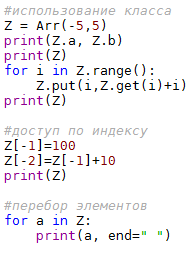 #использование класса
Z = Arr(-5,5)
print(Z.a, Z.b)
print(Z)
for i in Z.range():
    Z.put(i,Z.get(i)+i)
print(Z)

#доступ по индексу
Z[-1]=100
Z[-2]=Z[-1]+10
print(Z)

#перебор элементов
for a in Z:
    print(a, end=" ")